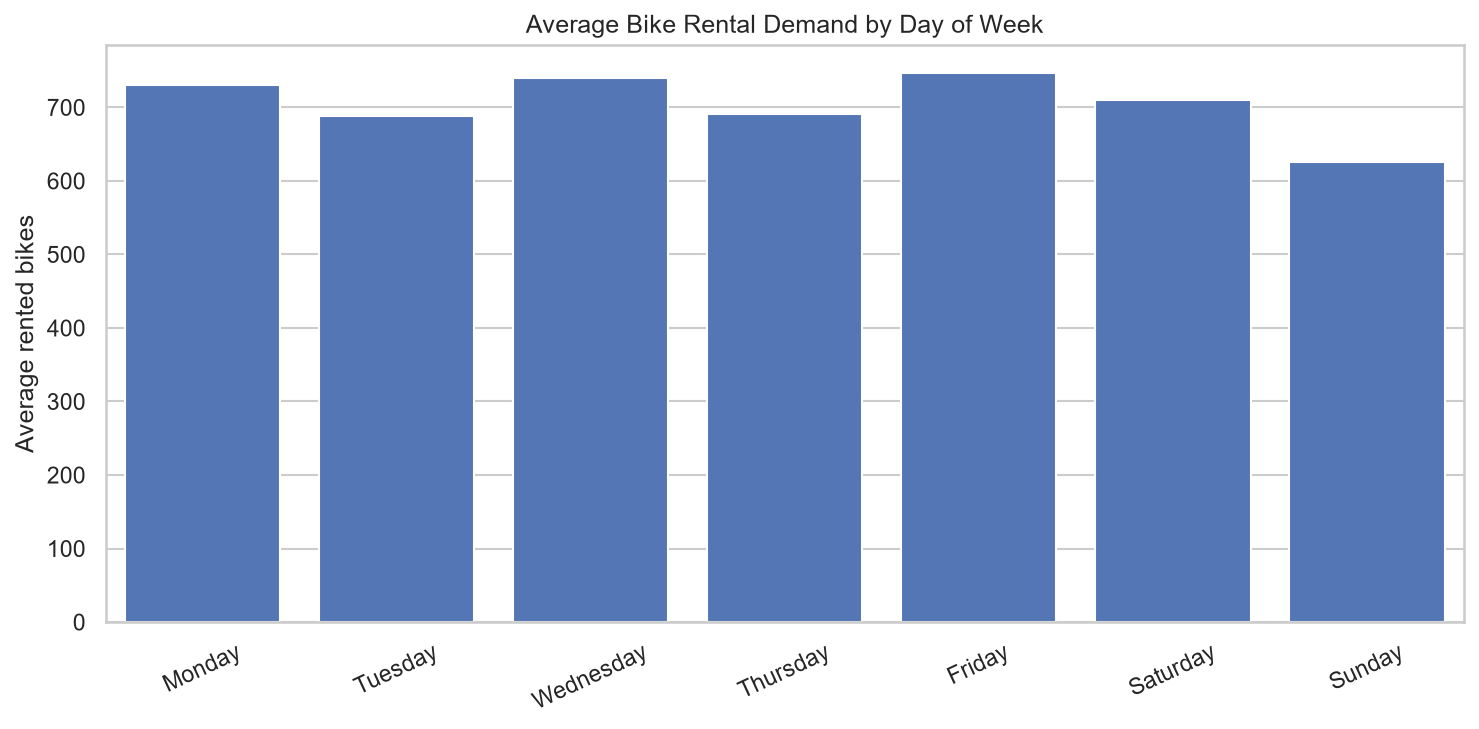 Average Bike Rental Demand by Day of Week
Average rented bikes
700
600
500
400
300
200
100
0
Monday
Tuesday
Wednesday
Thursday
Friday
Saturday
Sunday